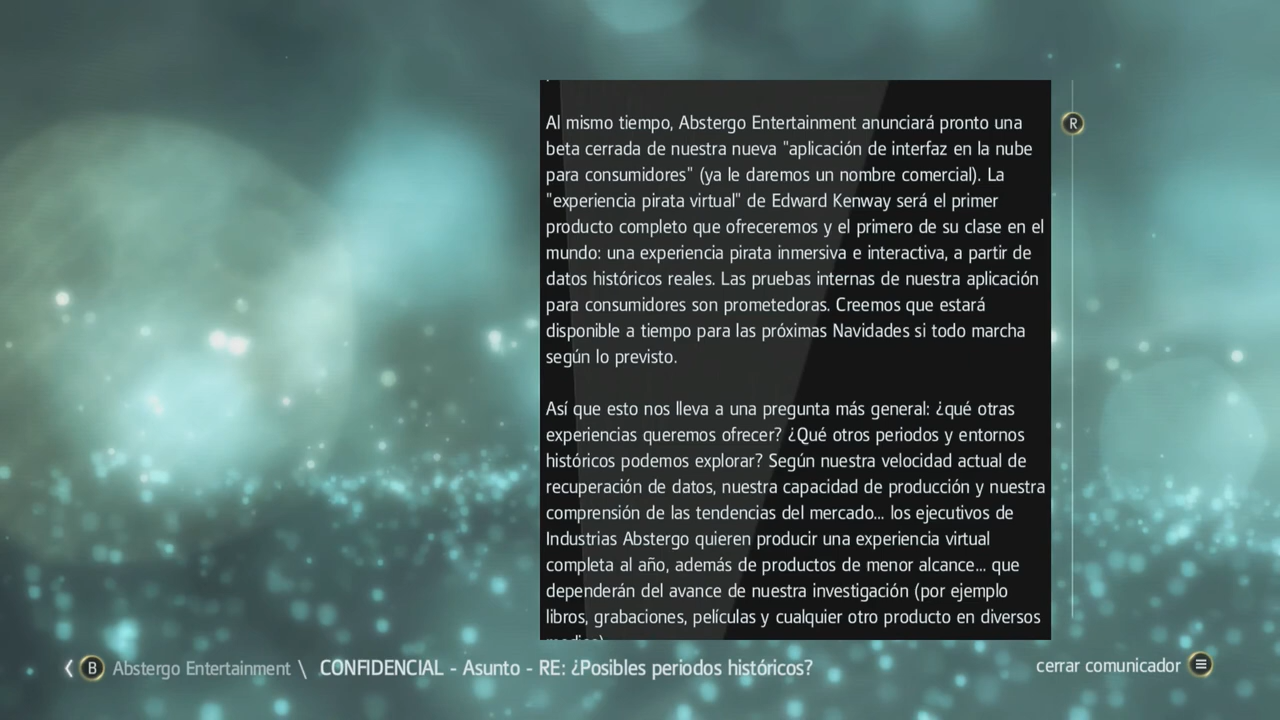 Al mismo tiempo, Abstergo Entertainment anunciará pronto una
beta cerrada de nuestra nueva "aplicación de interfaz en la nube
para consumidores" (ya le daremos un nombre comercial). La
"experiencia pirata virtual" de Edward Kenway será el primer
producto completo que ofreceremos y el primero de su clase en el
mundo: una experiencia pirata inmersiva e interactiva, a partir de
datos históricos reales. Las pruebas internas de nuestra aplicación
para consumidores son prometedoras. Creemos que estará
disponible a tiempo para las próximas Navidades si todo marcha
según lo previsto.
Así que esto nos lleva a una pregunta más general: ¿qué otras
experiencias queremos ofrecer? ¿Qué otros periodos y entornos
históricos podemos explorar? Según nuestra velocidad actual de
recuperación de datos, nuestra capacidad de producción y nuestra
comprensión de las tendencias del mercado... los ejecutivos de
Industrias Abstergo quieren producir una experiencia virtual
completa al año, además de productos de menor alcance... que
dependerán del avance de nuestra investigación (por ejemplo
libros, grabaciones, películas y cualquier otro producto en diversos
R
B Abstergo Entertainment \ CONFIDENCIAL - Asunto - RE: ¿Posibles periodos históricos?
cerrar comunicador